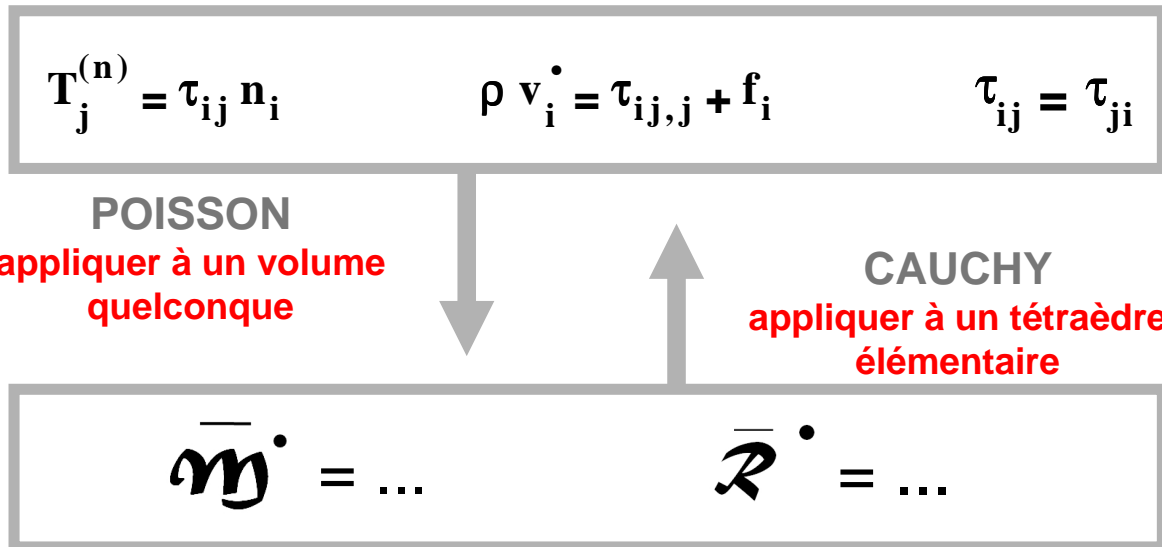 T_j^(n) = τ_ij n_i    ρ v_i^• = τ_ij,j + f_i    τ_ij = τ_ji
POISSON
appliquer à un volume
quelconque
CAUCHY
appliquer à un tétraèdre
élémentaire
𝓜̅^• = ...    𝓡̅^• = ...